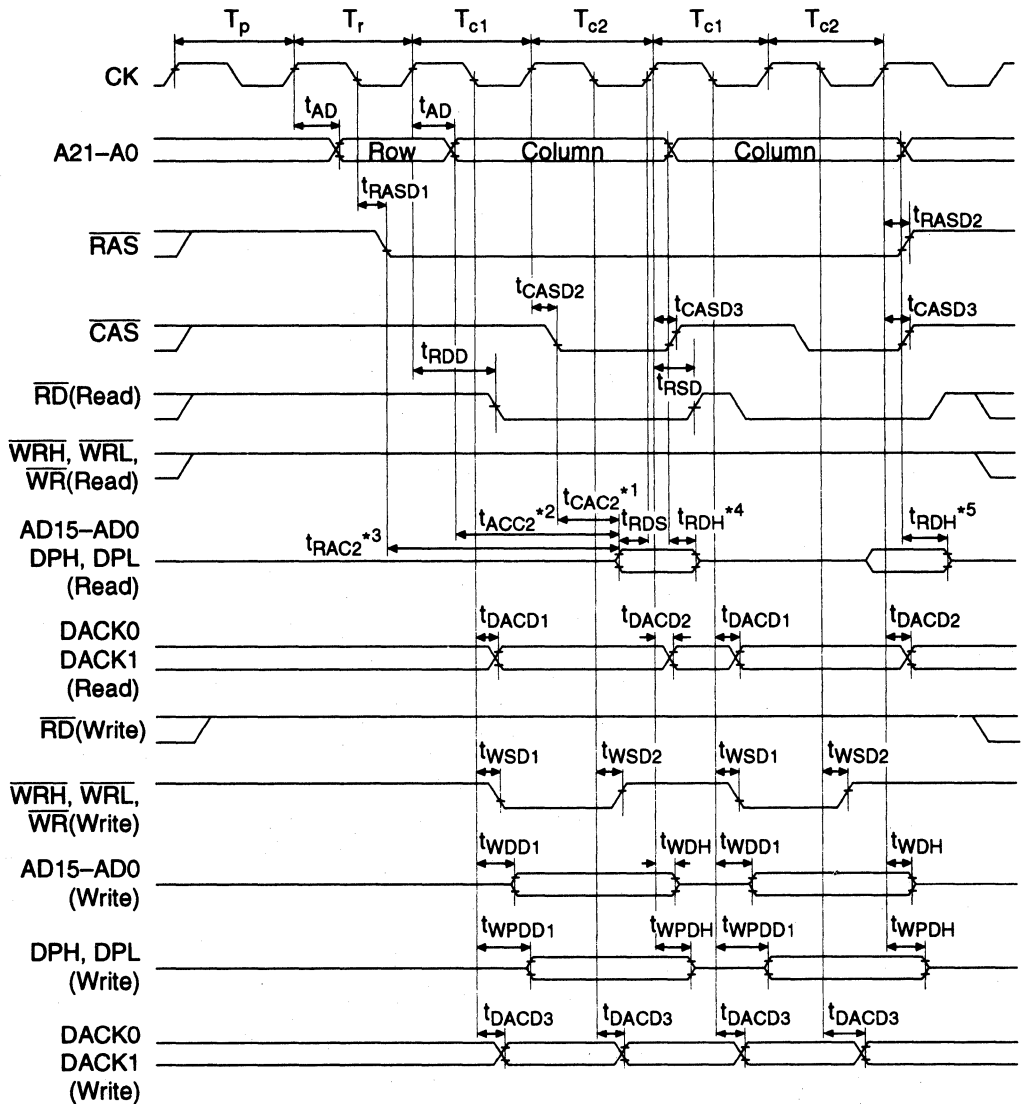 Tp Tr Tc1 Tc2 Tc1 Tc2
CK
tAD tAD
A21–A0 Row Column Column
tRASD1
tRASD2
RAS
tCASD2 tCASD3 tCASD3
CAS
tRDD tRSD
RD(Read)
WRH, WRL,
WR(Read)
tCAC2*1
AD15–AD0 tACC2*2 tRDS tRDH*4 tRDH*5
DPH, DPL tRAC2*3
(Read)
DACK0 tDACD1 tDACD2 tDACD1 tDACD2
DACK1
(Read)
RD(Write)
tWSD1 tWSD2 tWSD1 tWSD2
WRH, WRL,
WR(Write)
tWDD1 tWDH tWDD1 tWDH
AD15–AD0
(Write)
tWPDD1 tWPDH tWPDD1 tWPDH
DPH, DPL
(Write)
tDACD3 tDACD3 tDACD3 tDACD3
DACK0
DACK1
(Write)